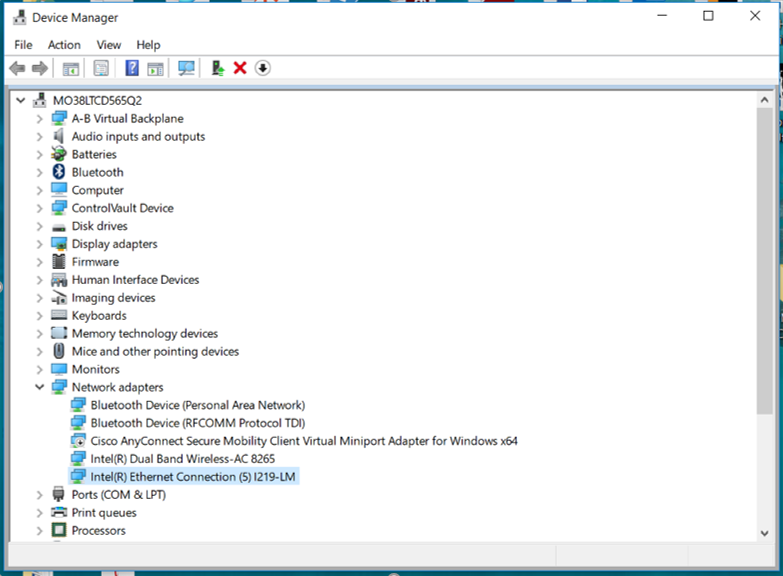 Device Manager
File Action View Help
MO38LTCD565Q2
A-B Virtual Backplane
Audio inputs and outputs
Batteries
Bluetooth
Computer
ControlVault Device
Disk drives
Display adapters
Firmware
Human Interface Devices
Imaging devices
Keyboards
Memory technology devices
Mice and other pointing devices
Monitors
Network adapters
Bluetooth Device (Personal Area Network)
Bluetooth Device (RFCOMM Protocol TDI)
Cisco AnyConnect Secure Mobility Client Virtual Miniport Adapter for Windows x64
Intel(R) Dual Band Wireless-AC 8265
Intel(R) Ethernet Connection (5) I219-LM
Ports (COM & LPT)
Print queues
Processors